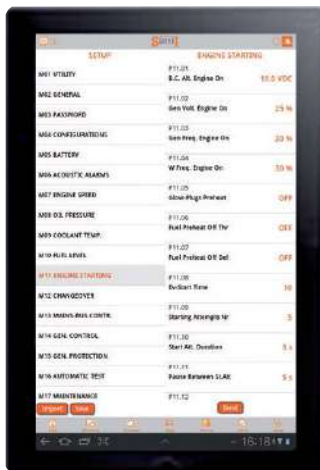 SETUP
ENGINE STARTING
M01 UTILITY
M02 GENERAL
M03 PASSWORD
M04 CONFIGURATIONS
M05 BATTERY
M06 ACOUSTIC ALARMS
M07 ENGINE SPEED
M08 OIL PRESSURE
M09 COOLANT TEMP.
M10 FUEL LEVEL
M11 ENGINE STARTING
M12 CHANGEOVER
M13 MAINS-BUS CONTR.
M14 GEN. CONTROL
M15 GEN. PROTECTION
M16 AUTOMATIC TEST
M17 MAINTENANCE
P11.01
B.C. Alt. Engine On 10.0 VDC
P11.02
Gen Volt. Engine On 25 %
P11.03
Gen Freq. Engine On 30 %
P11.04
W Freq. Engine On 30 %
P11.05
Glow-Plugs Preheat OFF
P11.06
Fuel Preheat Off Thr OFF
P11.07
Fuel Preheat Off Del OFF
P11.08
10
P11.09
Starting Attempts Nr 5
P11.10
Start Att. Duration 5 s
P11.11
Pause Between St.Att 5 s
P11.12
Import
Save
Send
16:18